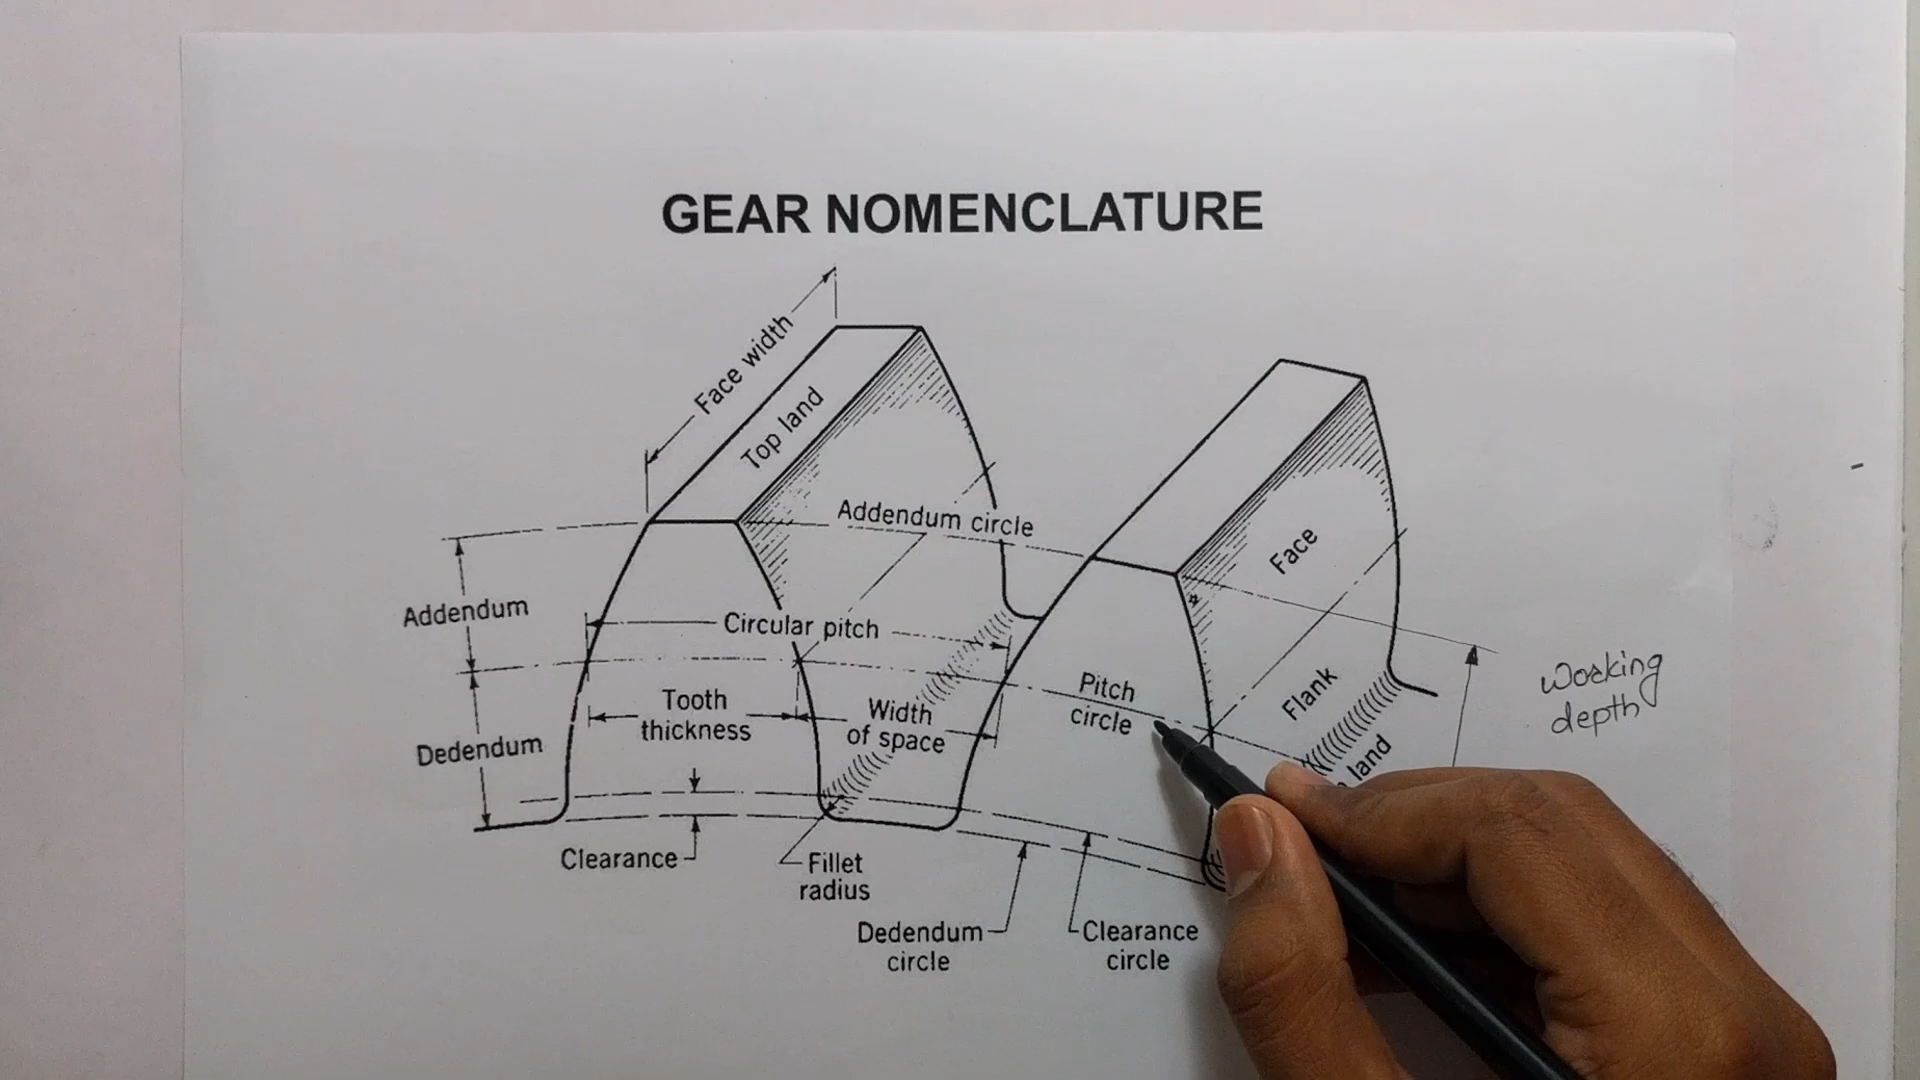 GEAR NOMENCLATURE
Face width
Top land
Addendum circle
Face
Addendum
Circular pitch
Working
depth
Pitch
circle
Flank
Tooth
thickness
Width
of space
Dedendum
land
Clearance
Fillet
radius
Dedendum
circle
Clearance
circle